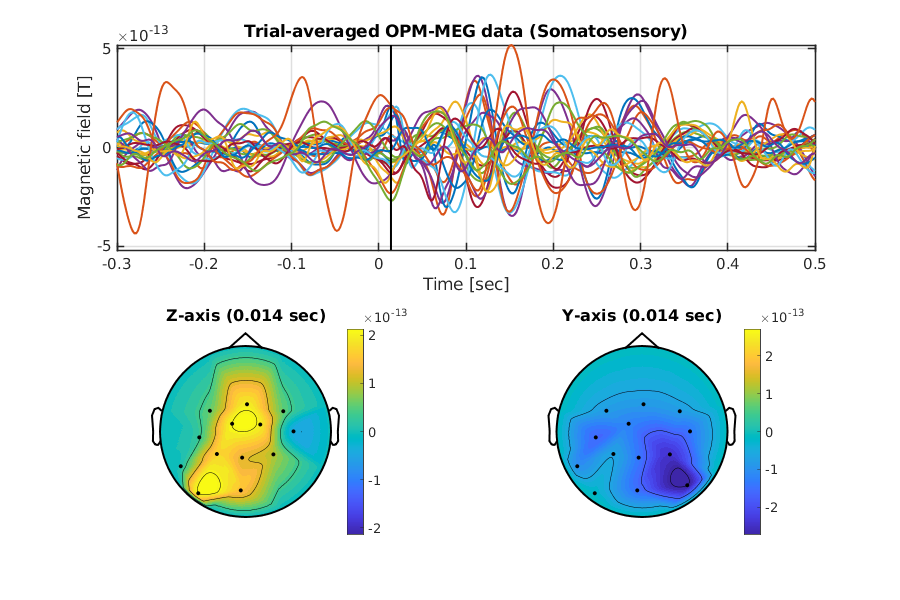 Trial-averaged OPM-MEG data (Somatosensory)
×10⁻¹³
5
0
-5
Magnetic field [T]
-0.3 -0.2 -0.1 0 0.1 0.2 0.3 0.4 0.5
Time [sec]
Z-axis (0.014 sec)
×10⁻¹³
2
1
0
-1
-2
Y-axis (0.014 sec)
×10⁻¹³
2
1
0
-1
-2